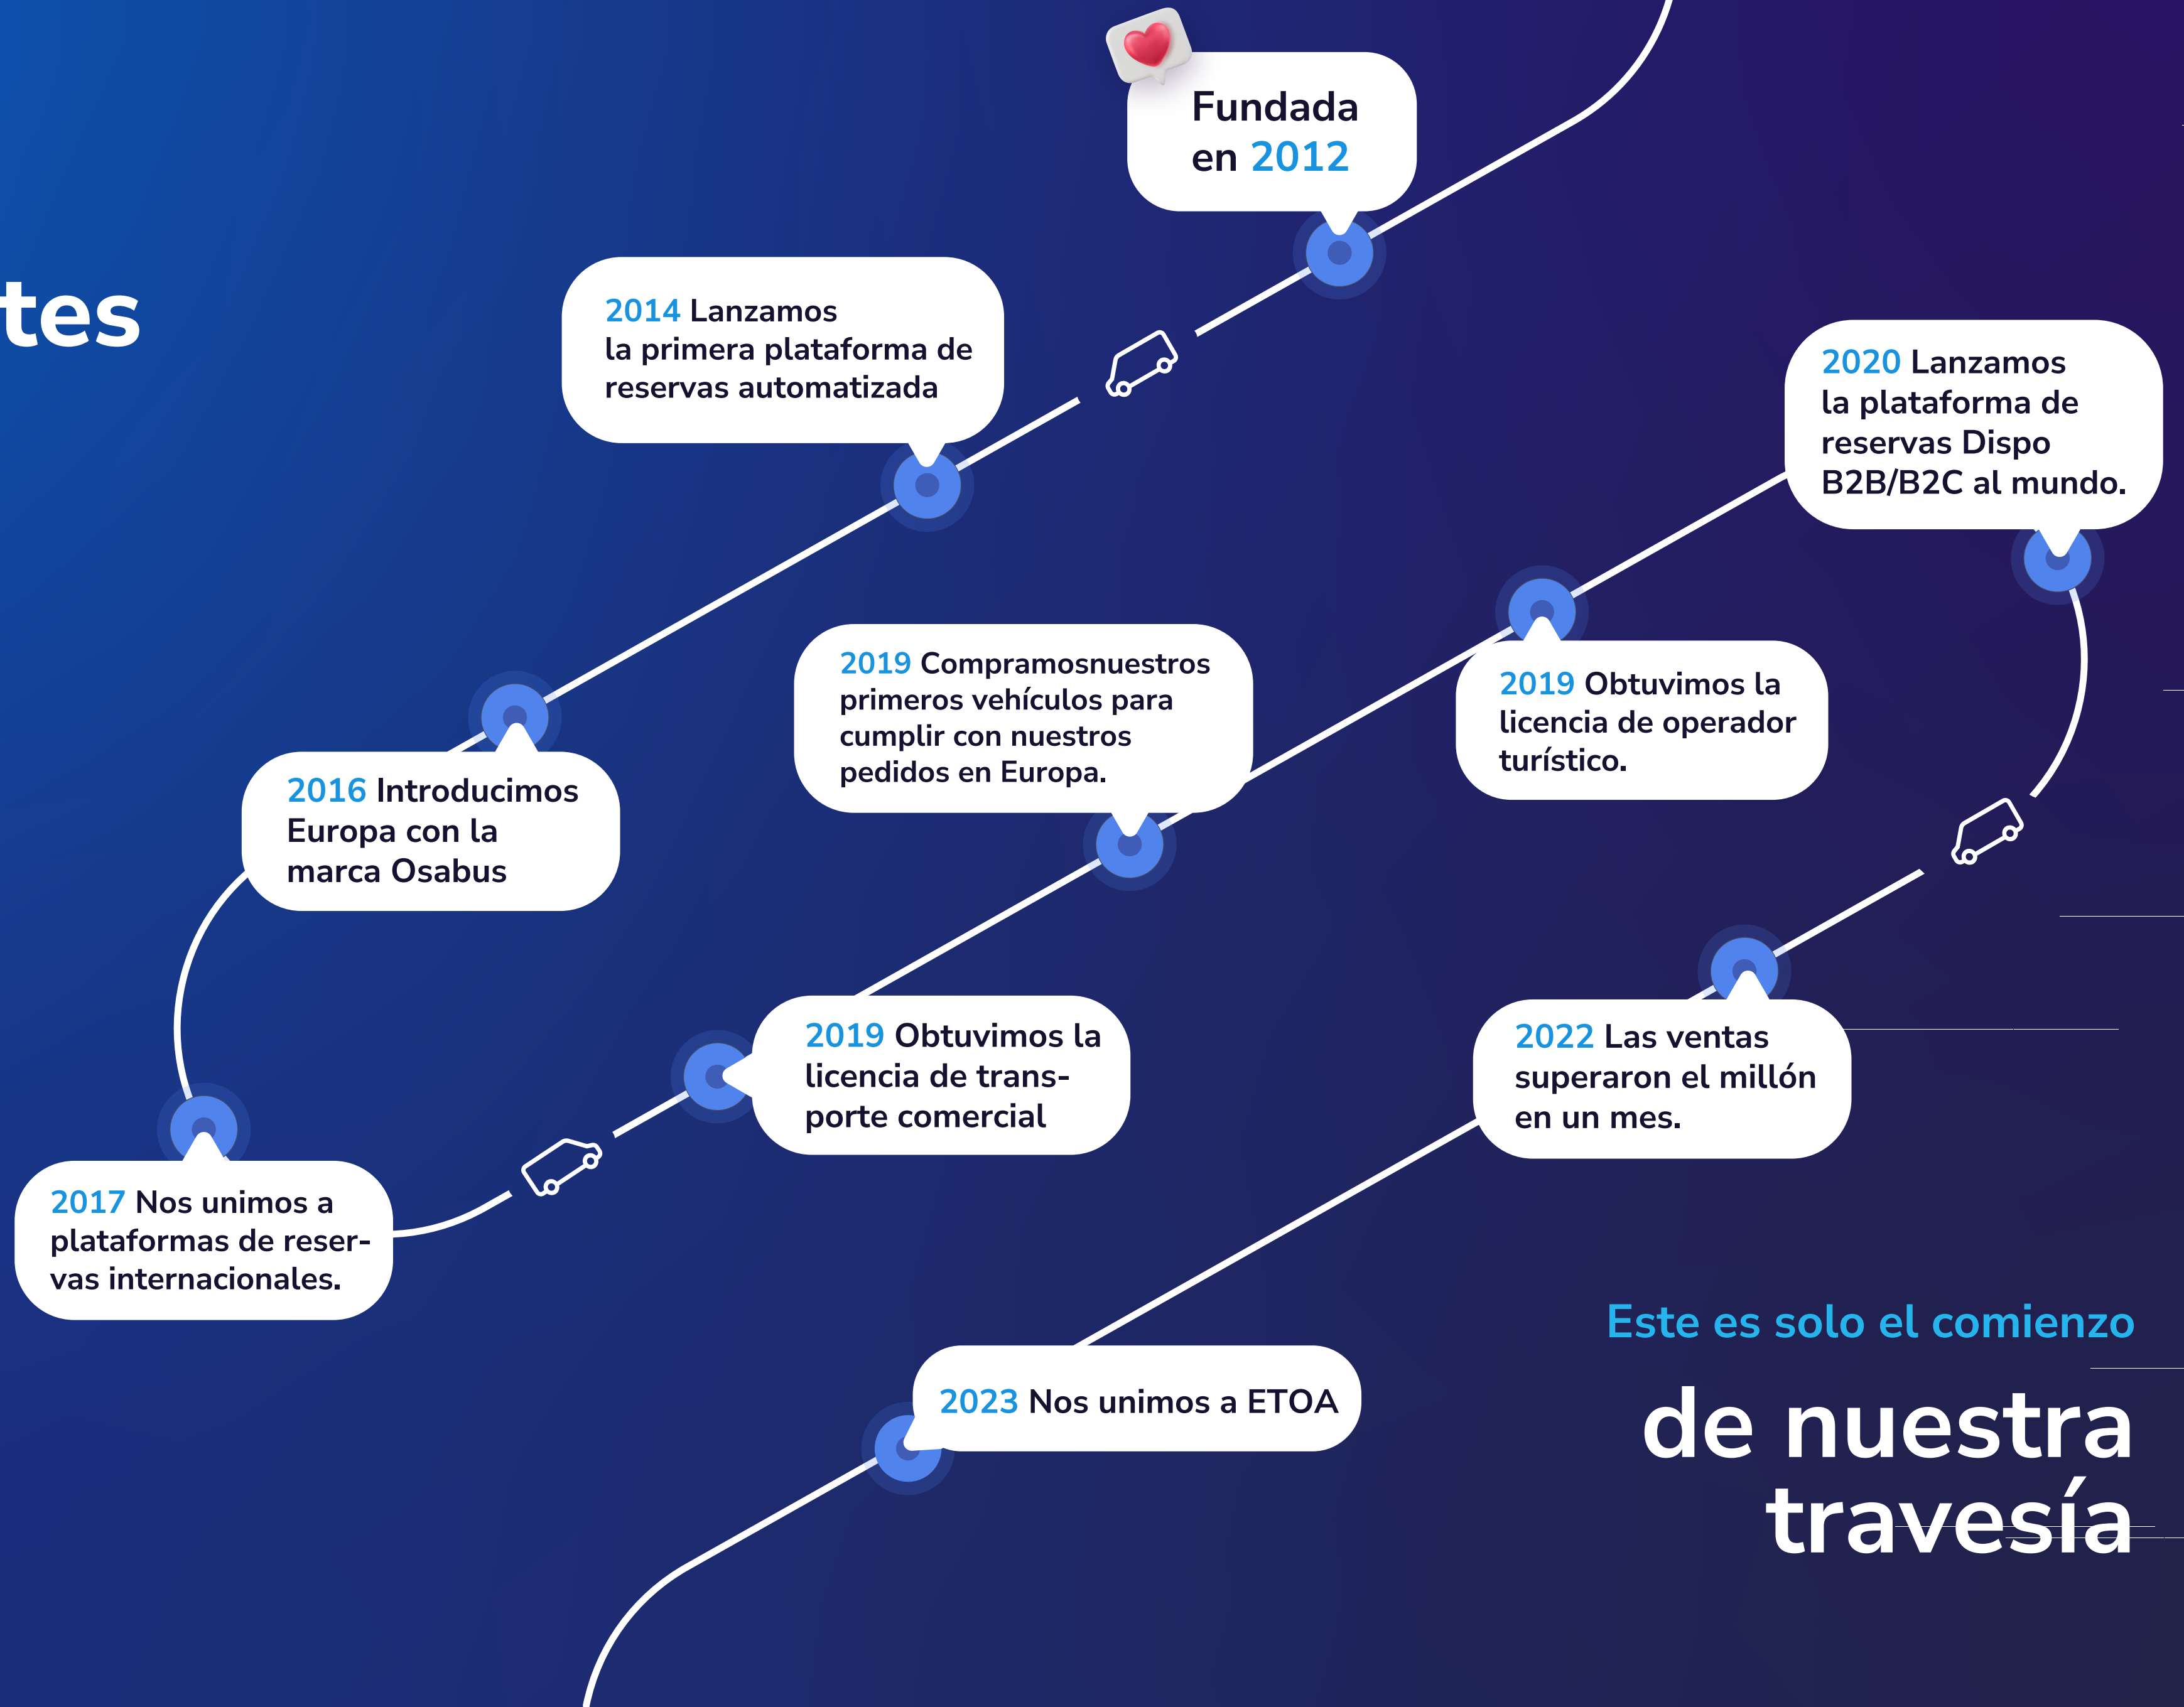 Fundada
en 2012
tes
2014 Lanzamos
la primera plataforma de
reservas automatizada
2016 Introducimos
Europa con la
marca Osabus
2017 Nos unimos a
plataformas de reser-
vas internacionales.
2019 Obtuvimos la
licencia de trans-
porte comercial
2019 Compramosnuestros
primeros vehículos para
cumplir con nuestros
pedidos en Europa.
2019 Obtuvimos la
licencia de operador
turístico.
2020 Lanzamos
la plataforma de
reservas Dispo
B2B/B2C al mundo.
2022 Las ventas
superaron el millón
en un mes.
2023 Nos unimos a ETOA
Este es solo el comienzo
de nuestra
travesía